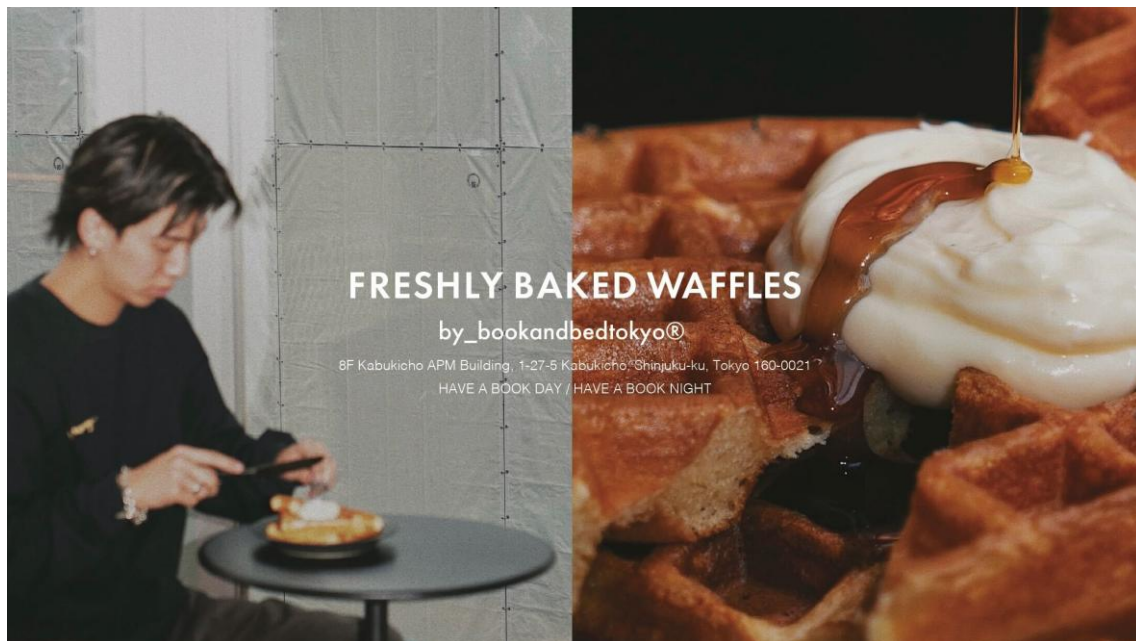 FRESHLY BAKED WAFFLES
by_bookandbedtokyo®
8F Kabukicho APM Building, 1-27-5 Kabukicho, Shinjuku-ku, Tokyo 160-0021
HAVE A BOOK DAY / HAVE A BOOK NIGHT